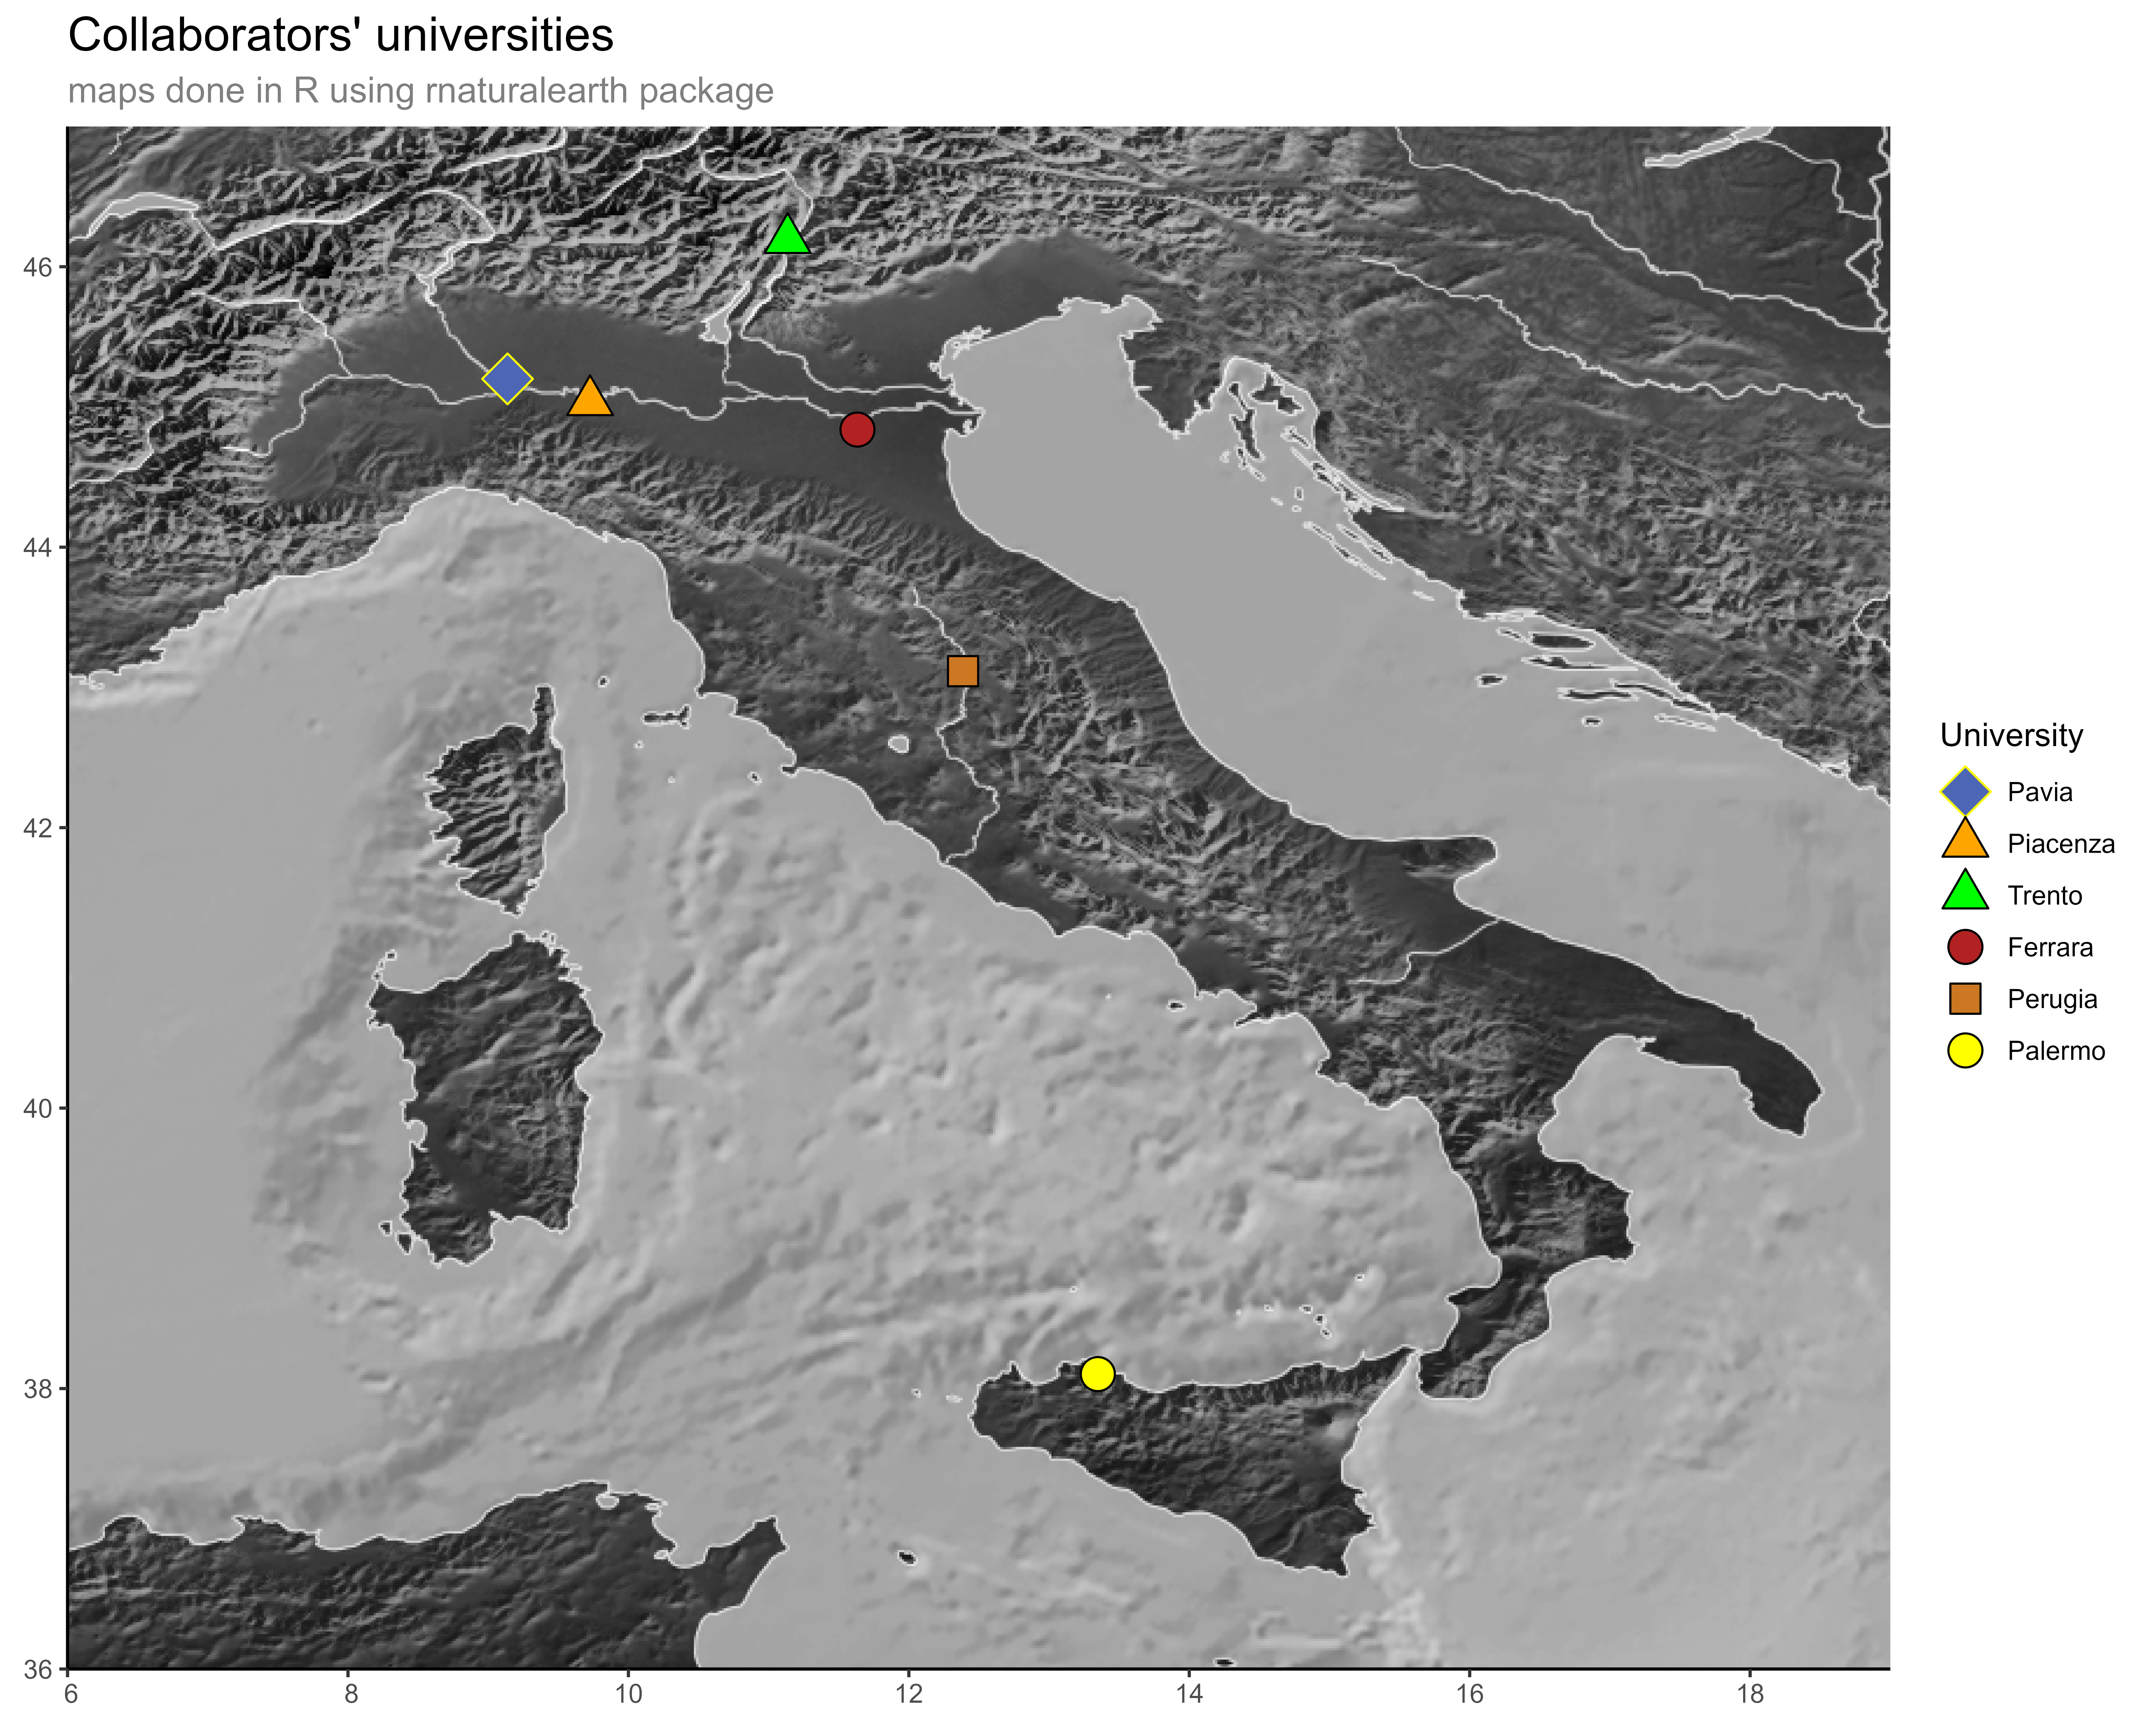 Collaborators' universities
maps done in R using rnaturalearth package
46
44
42
40
38
36
6 8 10 12 14 16 18
University
Pavia
Piacenza
Trento
Ferrara
Perugia
Palermo